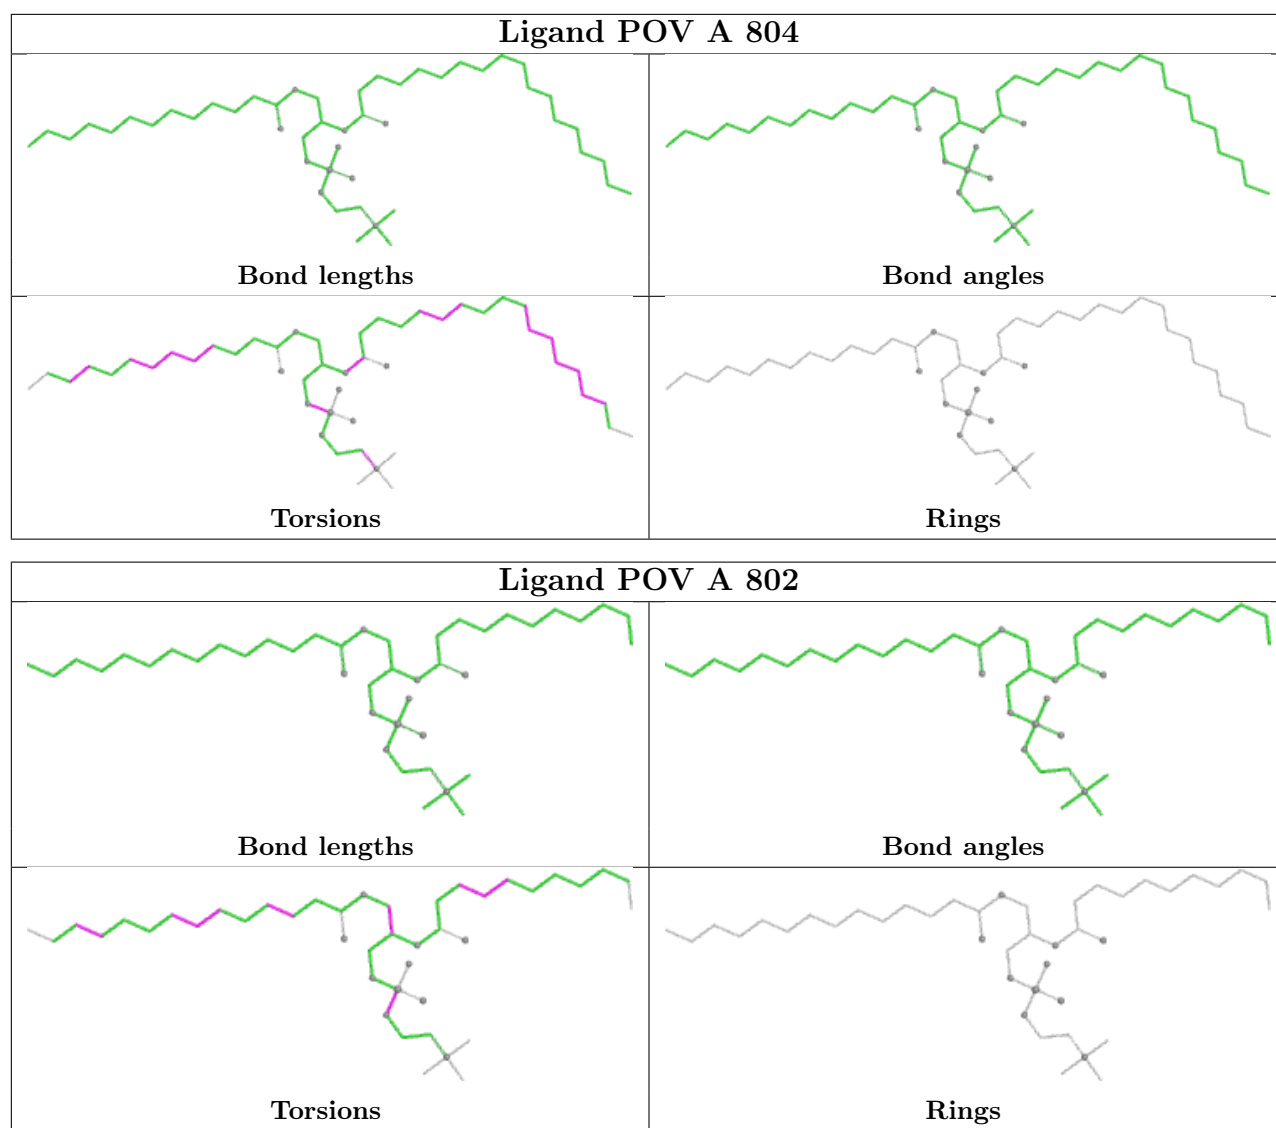 Ligand POV A 804
Bond lengths
Bond angles
Torsions
Rings
Ligand POV A 802
Bond lengths
Bond angles
Torsions
Rings